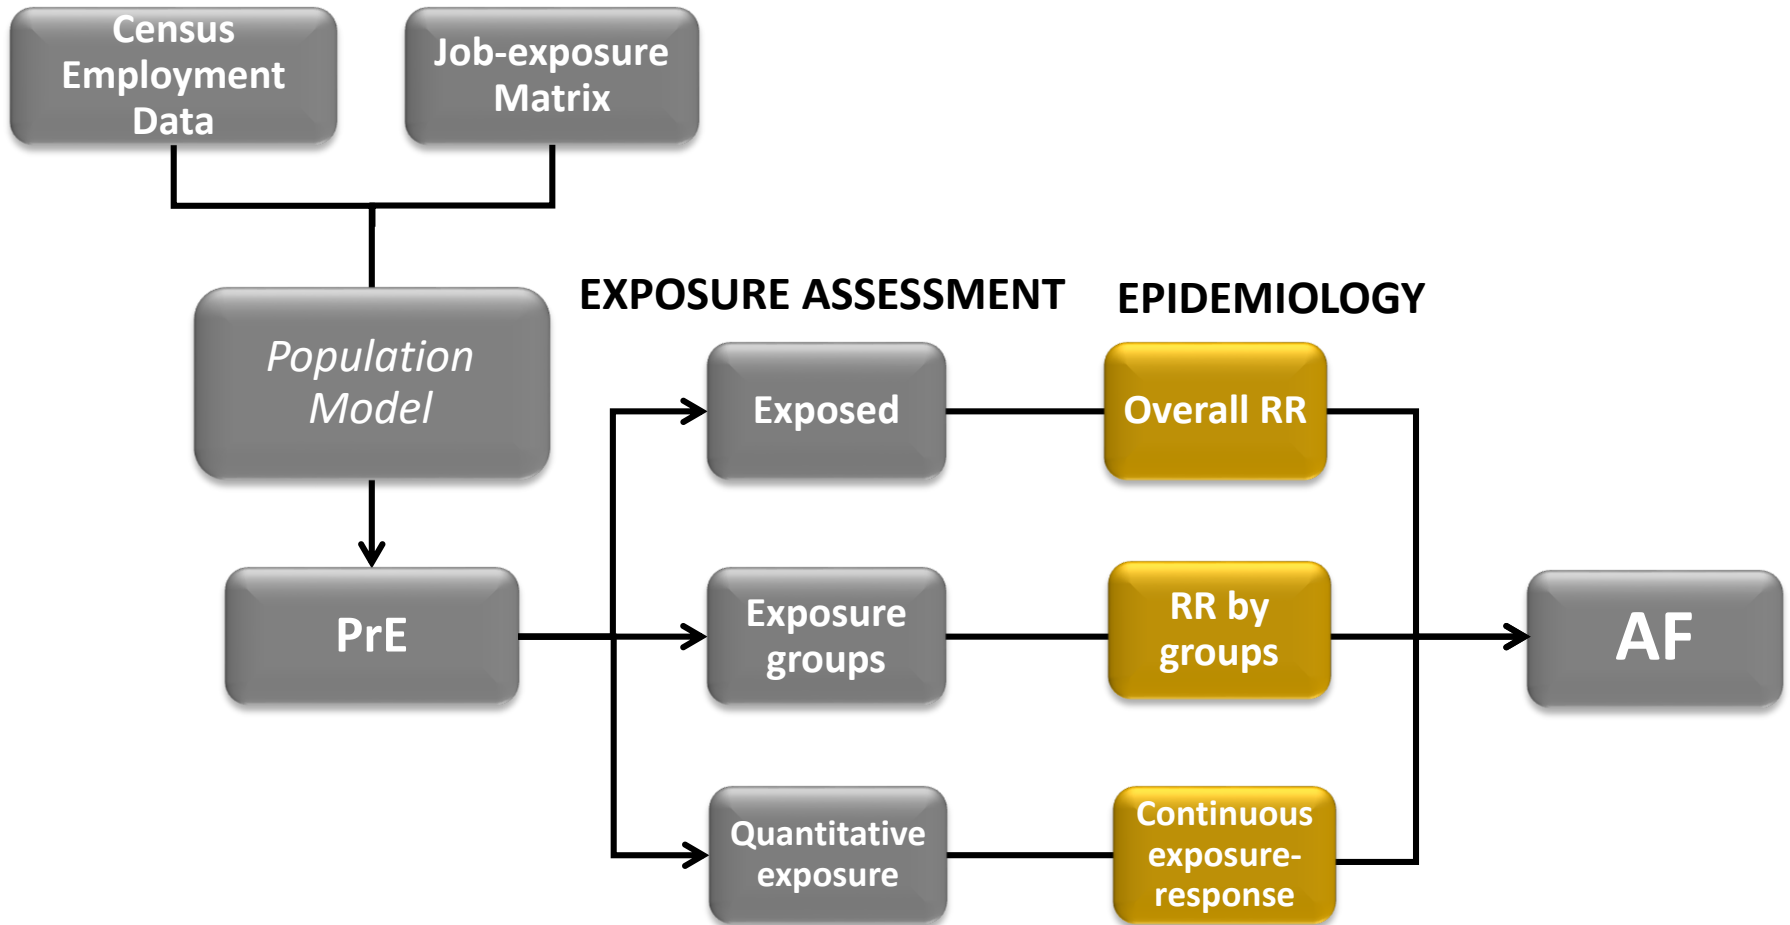 Census
Employment
Data
Job-exposure
Matrix
Population
Model
PrE
EXPOSURE ASSESSMENT
EPIDEMIOLOGY
Exposed
Overall RR
Exposure
groups
RR by
groups
Quantitative
exposure
Continuous
exposure-
response
AF